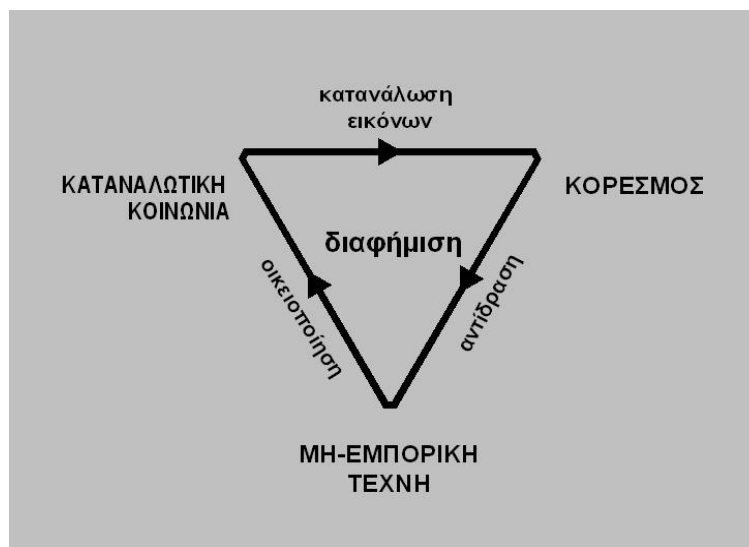 κατανάλωση
εικόνων
ΚΑΤΑΝΑΛΩΤΙΚΗ
ΚΟΙΝΩΝΙΑ
ΚΟΡΕΣΜΟΣ
διαφήμιση
οικειοποίηση
αντίδραση
ΜΗ-ΕΜΠΟΡΙΚΗ
ΤΕΧΝΗ